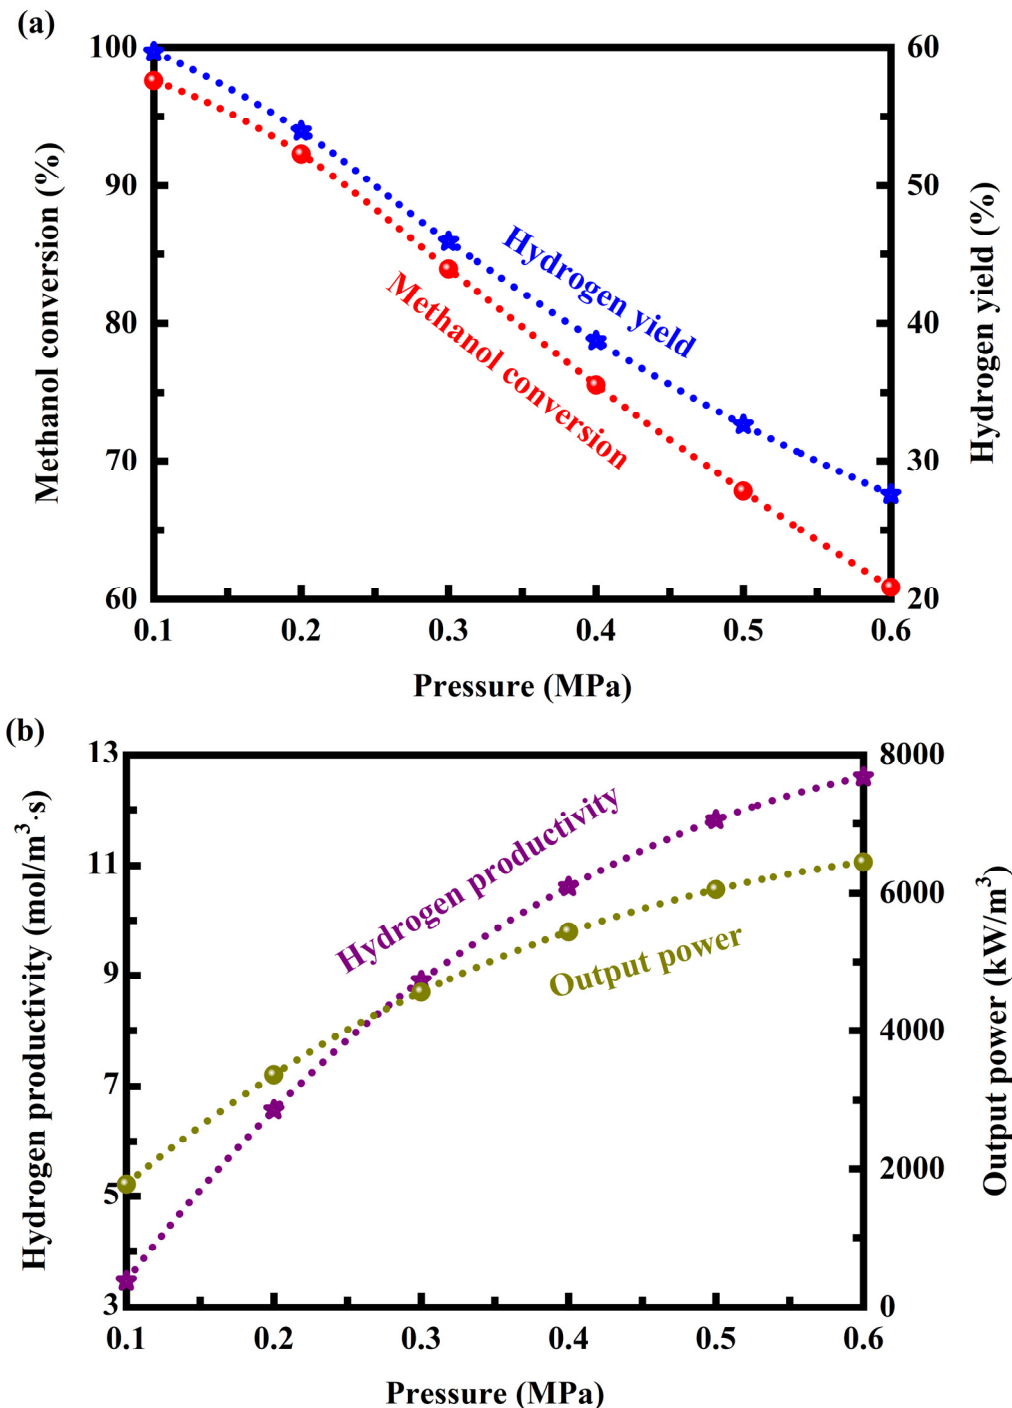 (a)
100
90
80
70
60
Methanol conversion (%)
60
50
40
30
20
Hydrogen yield (%)
Hydrogen yield
Methanol conversion
0.1 0.2 0.3 0.4 0.5 0.6
Pressure (MPa)
(b)
13
11
9
7
5
3
Hydrogen productivity (mol/m³·s)
8000
6000
4000
2000
0
Output power (kW/m³)
Hydrogen productivity
Output power
0.1 0.2 0.3 0.4 0.5 0.6
Pressure (MPa)